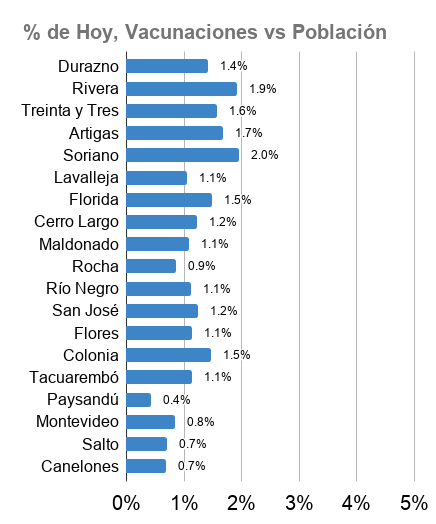 % de Hoy, Vacunaciones vs Población
Durazno 1.4%
Rivera 1.9%
Treinta y Tres 1.6%
Artigas 1.7%
Soriano 2.0%
Lavalleja 1.1%
Florida 1.5%
Cerro Largo 1.2%
Maldonado 1.1%
Rocha 0.9%
Río Negro 1.1%
San José 1.2%
Flores 1.1%
Colonia 1.5%
Tacuarembó 1.1%
Paysandú 0.4%
Montevideo 0.8%
Salto 0.7%
Canelones 0.7%
0% 1% 2% 3% 4% 5%